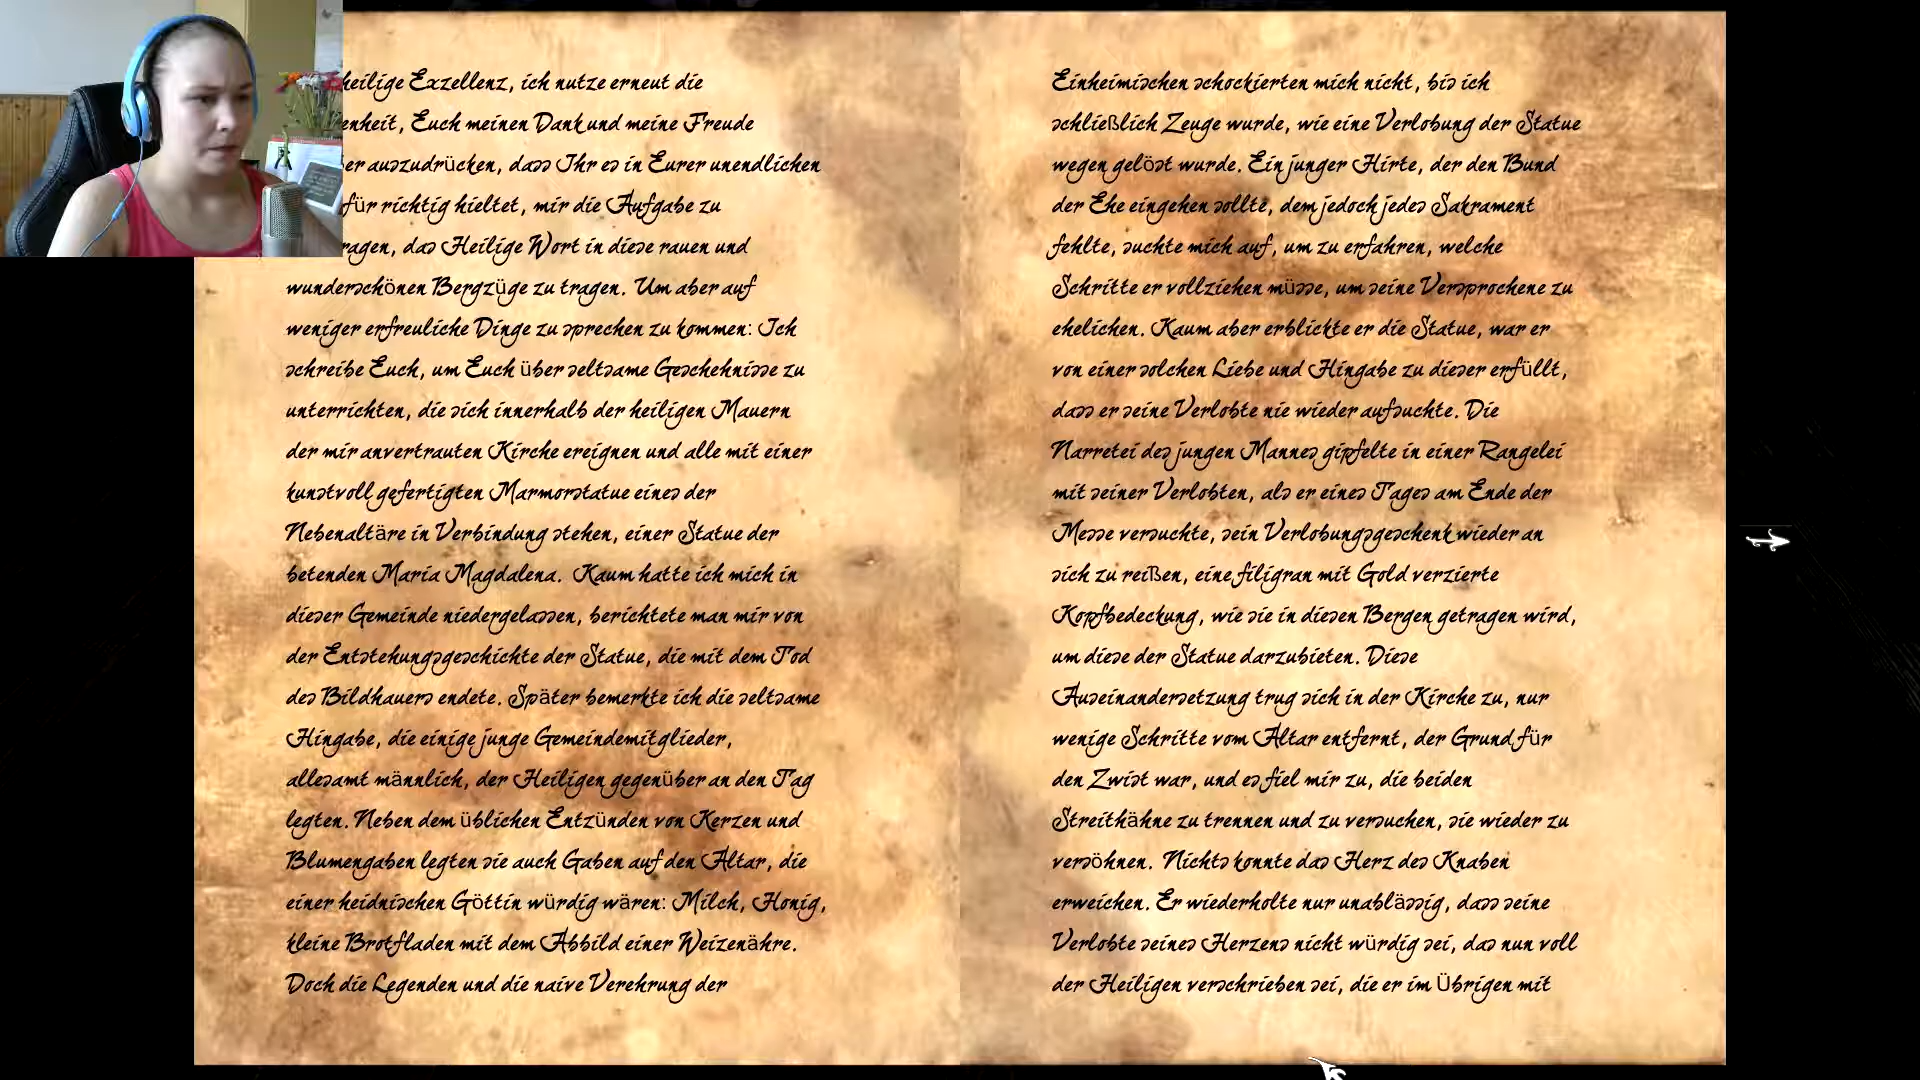 heilige Exzellenz, ich nutze erneut die
Euch meinen Dank und meine Freude
auszudrücken, dass Ihr es in Eurer unendlichen
für richtig hieltet, mir die Aufgabe zu
das Heilige Wort in diese rauen und
wunderschönen Bergzüge zu tragen. Um aber auf
weniger erfreuliche Dinge zu sprechen zu kommen: Ich
schreibe Euch, um Euch über seltsame Geschehnisse zu
unterrichten, die sich innerhalb der heiligen Mauern
der mir anvertrauten Kirche ereignen und alle mit einer
kunstvoll gefertigten Marmorstatue eines der
Nebenaltäre in Verbindung stehen, einer Statue der
betenden Maria Magdalena. Kaum hatte ich mich in
dieser Gemeinde niedergelassen, berichtete man mir von
der Entstehungsgeschichte der Statue, die mit dem Tod
des Bildhauers endete. Später bemerkte ich die seltsame
Hingabe, die einige junge Gemeindemitglieder,
allesamt männlich, der Heiligen gegenüber an den Tag
legten. Neben dem üblichen Entzünden von Kerzen und
Blumengaben legten sie auch Gaben auf den Altar, die
einer heidnischen Göttin würdig wären: Milch, Honig,
kleine Brotfladen mit dem Abbild einer Weizenähre.
Doch die Legenden und die naive Verehrung der
Einheimischen schockierten mich nicht, bis ich
schließlich Zeuge wurde, wie eine Verlobung der Statue
wegen gelöst wurde. Ein junger Hirte, der den Bund
der Ehe eingehen sollte, dem jedoch jedes Sakrament
fehlte, suchte mich auf, um zu erfahren, welche
Schritte er vollziehen müsse, um seine Versprochene zu
ehelichen. Kaum aber erblickte er die Statue, war er
von einer solchen Liebe und Hingabe zu dieser erfüllt,
dass er seine Verlobte nie wieder aufsuchte. Die
Narretei des jungen Mannes gipfelte in einer Rangelei
mit seiner Verlobten, als er eines Tages am Ende der
Messe versuchte, sein Verlobungsgeschenk wieder an
sich zu reißen, eine filigran mit Gold verzierte
Kopfbedeckung, wie sie in diesen Bergen getragen wird,
um diese der Statue darzubieten. Diese
Auseinandersetzung trug sich in der Kirche zu, nur
wenige Schritte vom Altar entfernt, der Grund für
den Zwist war, und es fiel mir zu, die beiden
Streithähne zu trennen und zu versuchen, sie wieder zu
versöhnen. Nichts konnte das Herz des Knaben
erweichen. Er wiederholte nur unablässig, dass seine
Verlobte seines Herzens nicht würdig sei, das nun voll
der Heiligen verschrieben sei, die er im Übrigen mit